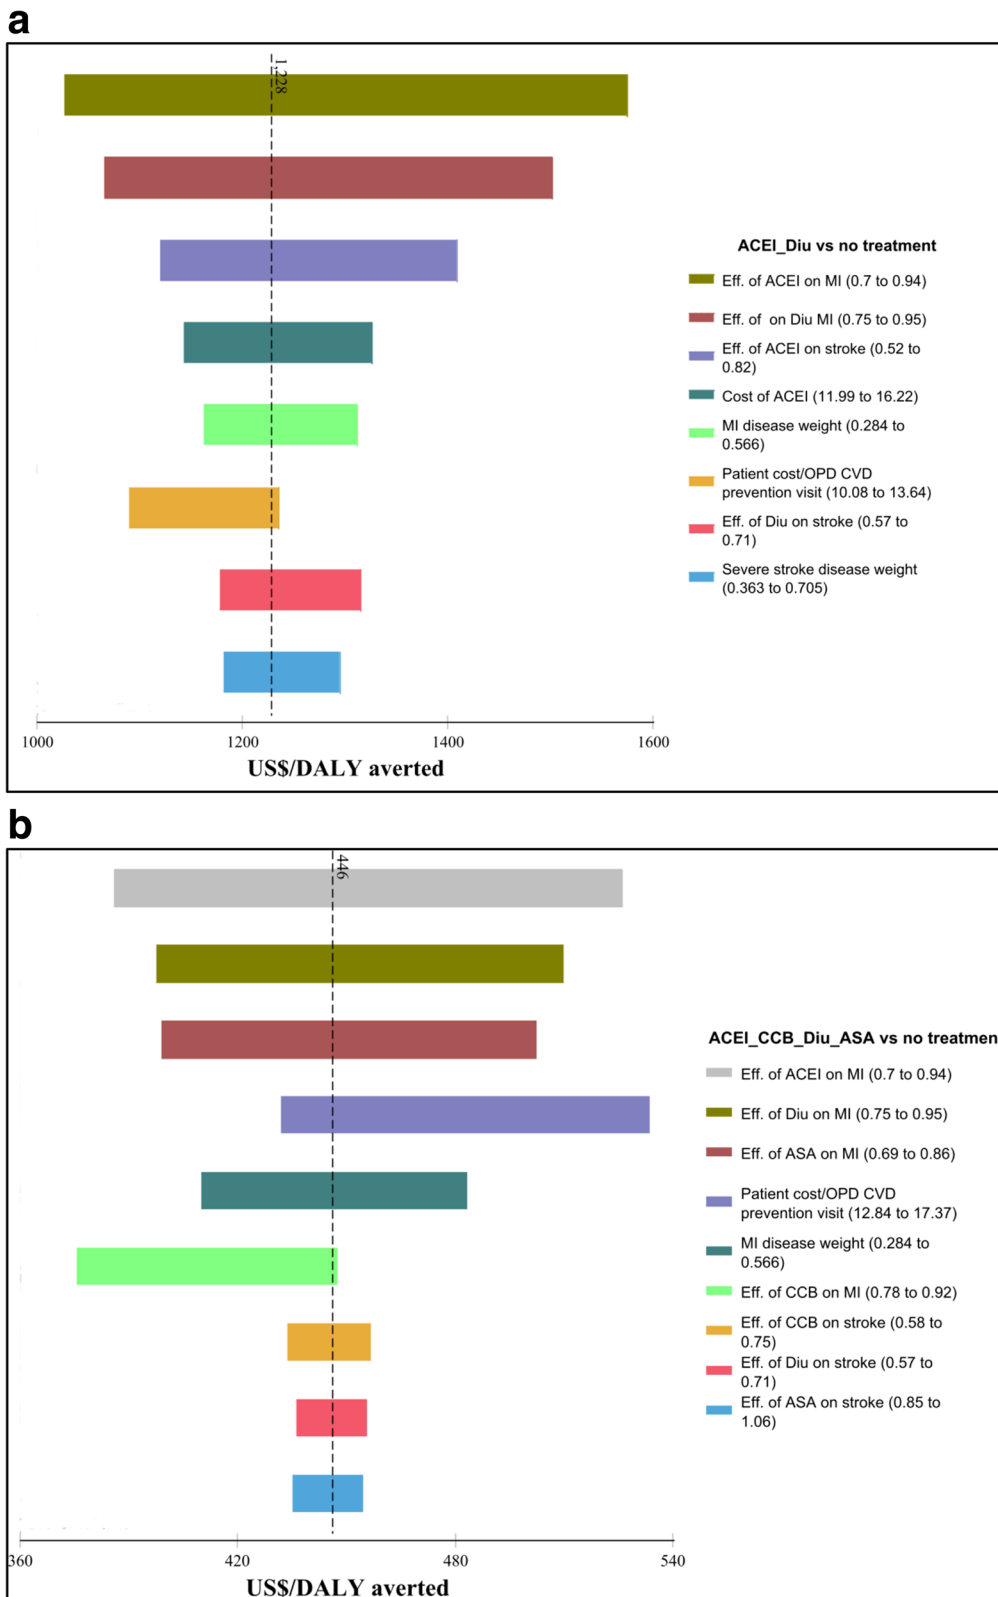 a
1,228
ACEI_Diu vs no treatment
Eff. of ACEI on MI (0.7 to 0.94)
Eff. of  on Diu MI (0.75 to 0.95)
Eff. of ACEI on stroke (0.52 to
0.82)
Cost of ACEI (11.99 to 16.22)
MI disease weight (0.284 to
0.566)
Patient cost/OPD CVD
prevention visit (10.08 to 13.64)
Eff. of Diu on stroke (0.57 to
0.71)
Severe stroke disease weight
(0.363 to 0.705)
1000 1200 1400 1600
US$/DALY averted
b
446
ACEI_CCB_Diu_ASA vs no treatmen
Eff. of ACEI on MI (0.7 to 0.94)
Eff. of Diu on MI (0.75 to 0.95)
Eff. of ASA on MI (0.69 to 0.86)
Patient cost/OPD CVD
prevention visit (12.84 to 17.37)
MI disease weight (0.284 to
0.566)
Eff. of CCB on MI (0.78 to 0.92)
Eff. of CCB on stroke (0.58 to
0.75)
Eff. of Diu on stroke (0.57 to
0.71)
Eff. of ASA on stroke (0.85 to
1.06)
360 420 480 540
US$/DALY averted